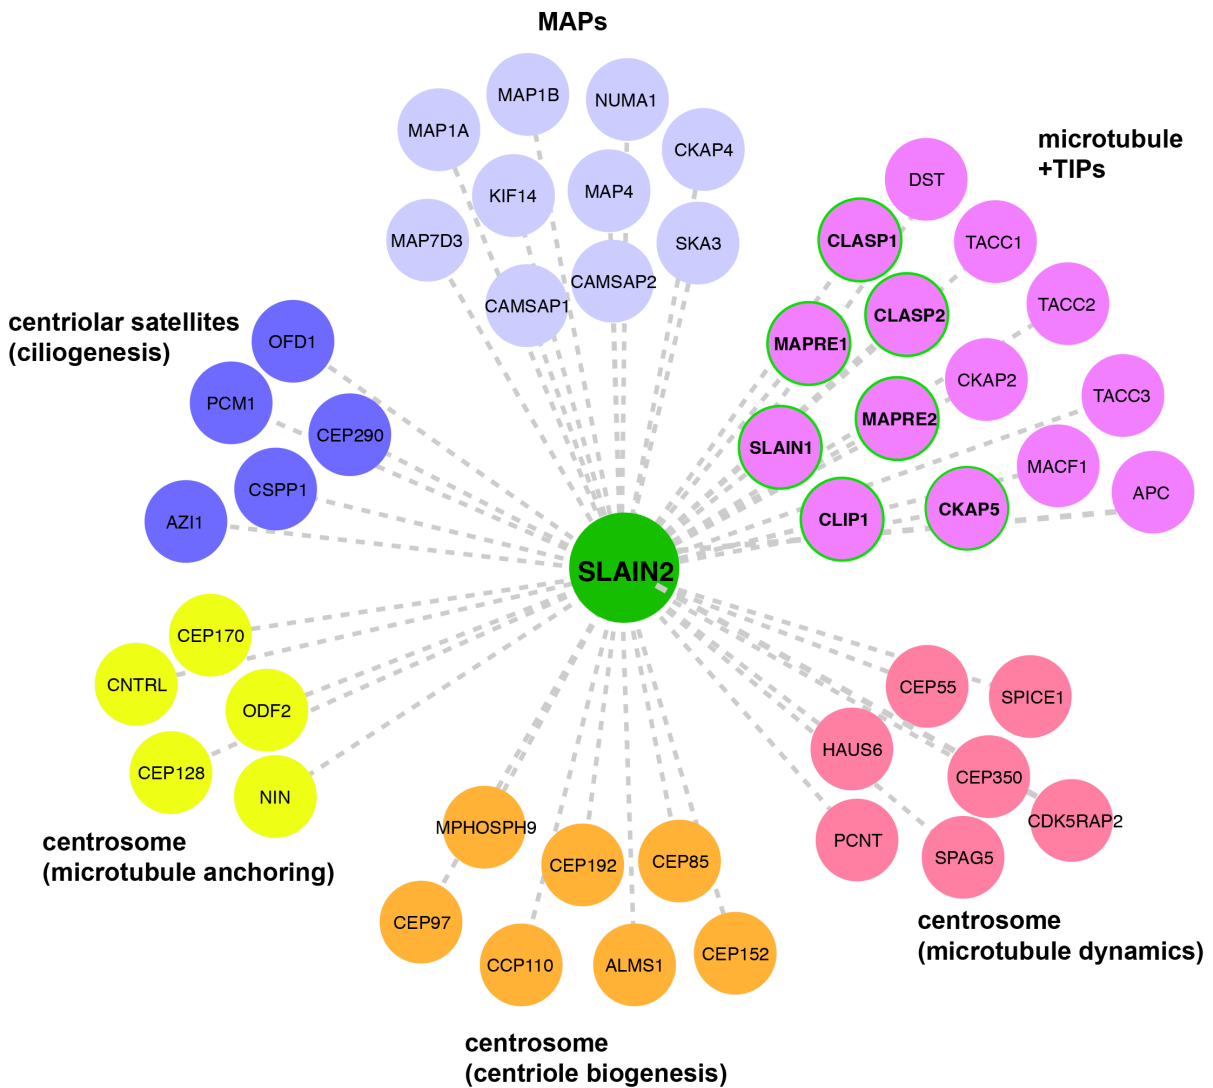 MAPs
MAP1B
NUMA1
MAP1A
CKAP4
KIF14
MAP4
MAP7D3
SKA3
CAMSAP2
CAMSAP1
microtubule
+TIPs
DST
CLASP1
TACC1
TACC2
CLASP2
MAPRE1
CKAP2
TACC3
MAPRE2
SLAIN1
MACF1
APC
CKAP5
CLIP1
centriolar satellites
(ciliogenesis)
OFD1
PCM1
CEP290
CSPP1
AZI1
SLAIN2
CEP170
CNTRL
ODF2
CEP128
NIN
centrosome
(microtubule anchoring)
MPHOSPH9
CEP192
CEP85
CEP97
CCP110
ALMS1
CEP152
centrosome
(centriole biogenesis)
CEP55
SPICE1
HAUS6
CEP350
CDK5RAP2
PCNT
SPAG5
centrosome
(microtubule dynamics)